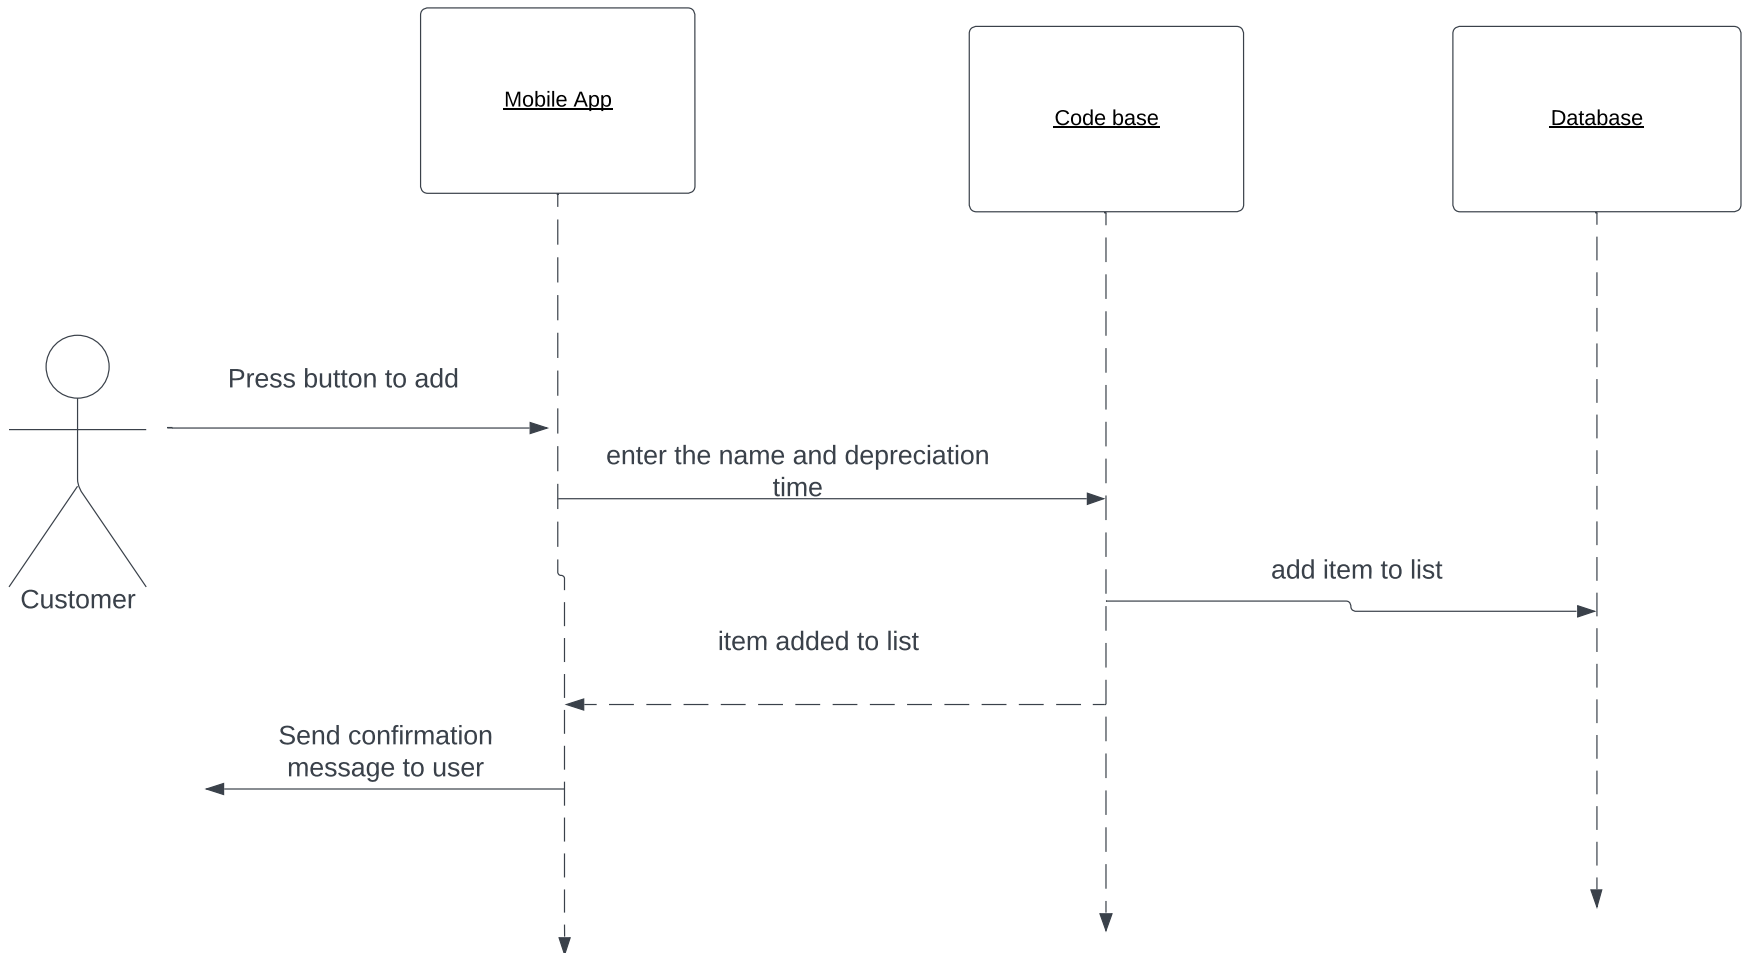 Mobile App
Code base
Database
Press button to add
enter the name and depreciation
time
add item to list
Customer
item added to list
Send confirmation
message to user